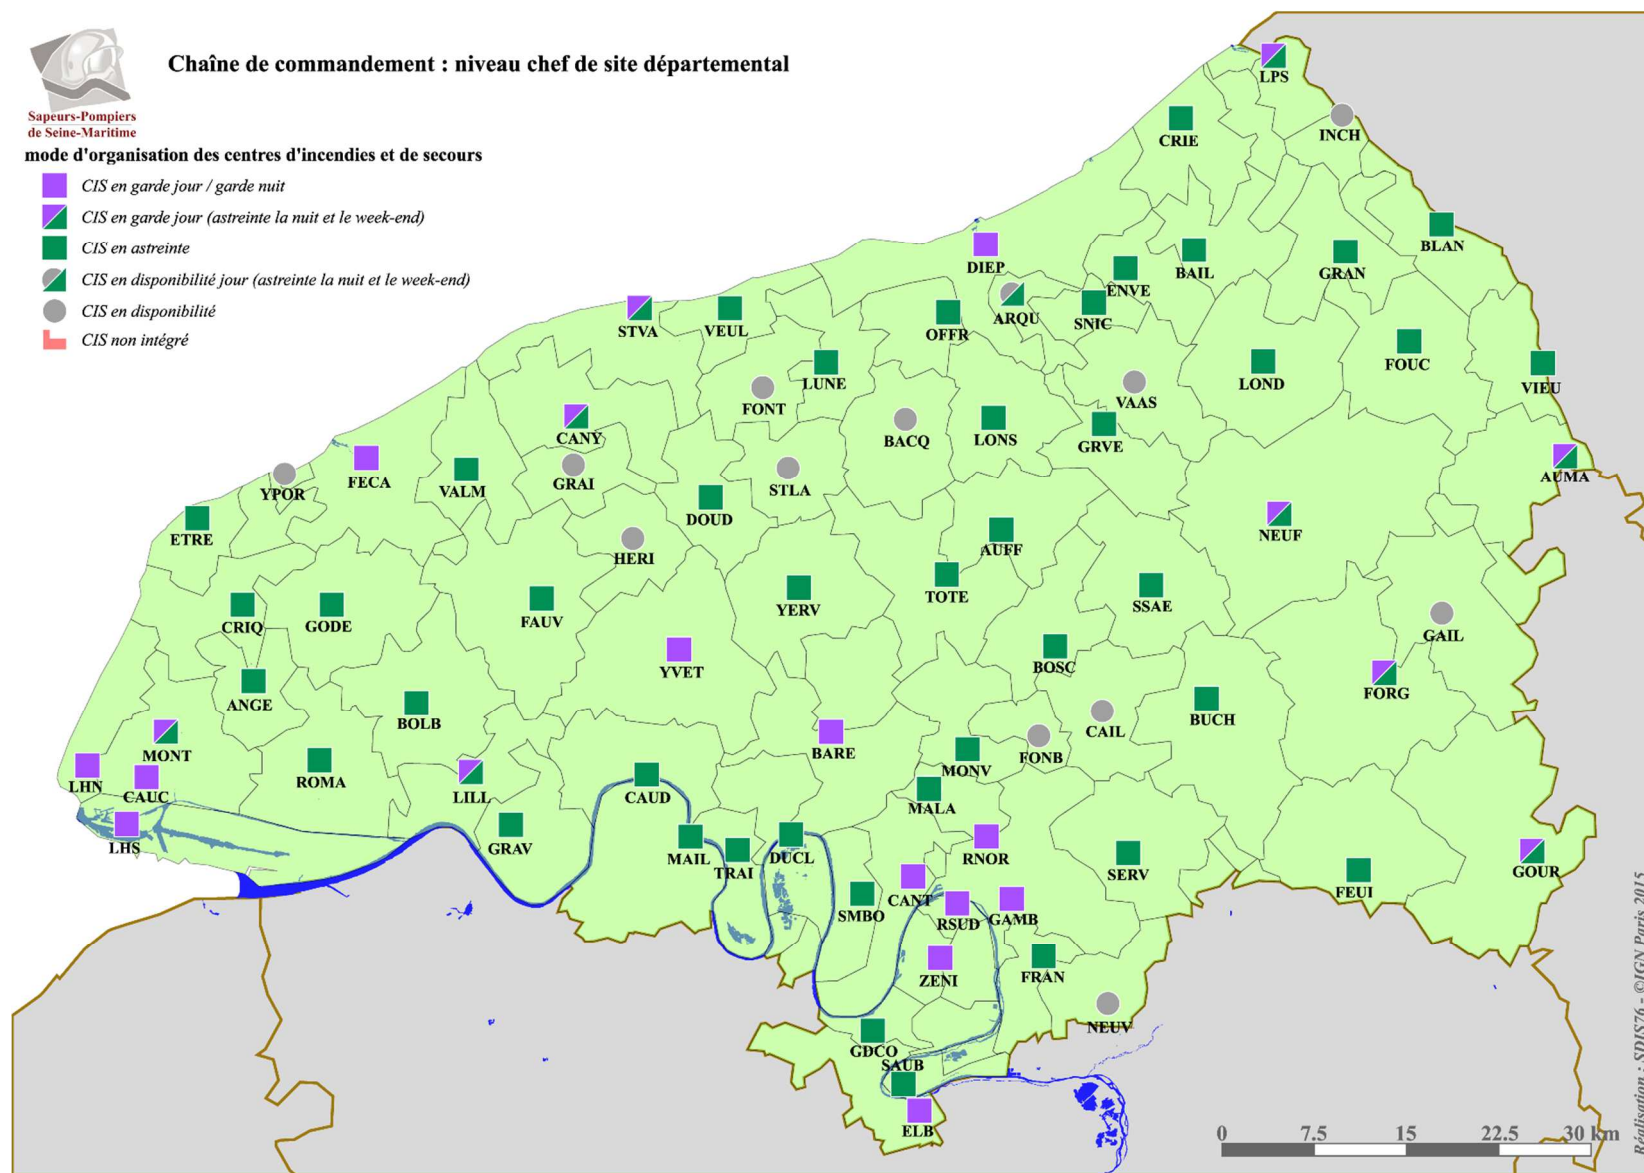 Chaîne de commandement : niveau chef de site départemental
Sapeurs-Pompiers
de Seine-Maritime
mode d'organisation des centres d'incendies et de secours
CIS en garde jour / garde nuit
CIS en garde jour (astreinte la nuit et le week-end)
CIS en astreinte
CIS en disponibilité jour (astreinte la nuit et le week-end)
CIS en disponibilité
CIS non intégré
LPS
INCH
CRIE
BLAN
DIEP
BAIL
GRAN
ENVE
ARQU
SNIC
STVA
VEUL
OFFR
FOUC
LUNE
LOND
VIEU
FONT
VAAS
CANY
BACQ
LONS
GRVE
AUMA
YPOR
FECA
VALM
GRAI
STLA
DOUD
ETRE
NEUF
HERI
AUFF
TOTE
SSAE
CRIQ
GODE
FAUV
YERV
GAIL
YVET
BOSC
FORG
ANGE
BOLB
BUCH
CAIL
MONT
BARE
MONV
FONB
LHN
CAUC
ROMA
LILL
CAUD
MALA
LHS
GRAV
MAIL
TRAI
DUCL
RNOR
SERV
GOUR
FEUI
CANT
SMBO
RSUD
GAMB
ZENI
FRAN
NEUV
GDCO
SAUB
ELB
0 7.5 15 22.5 30 km
Réalisation : SDIS76 - ©IGN Paris 2015